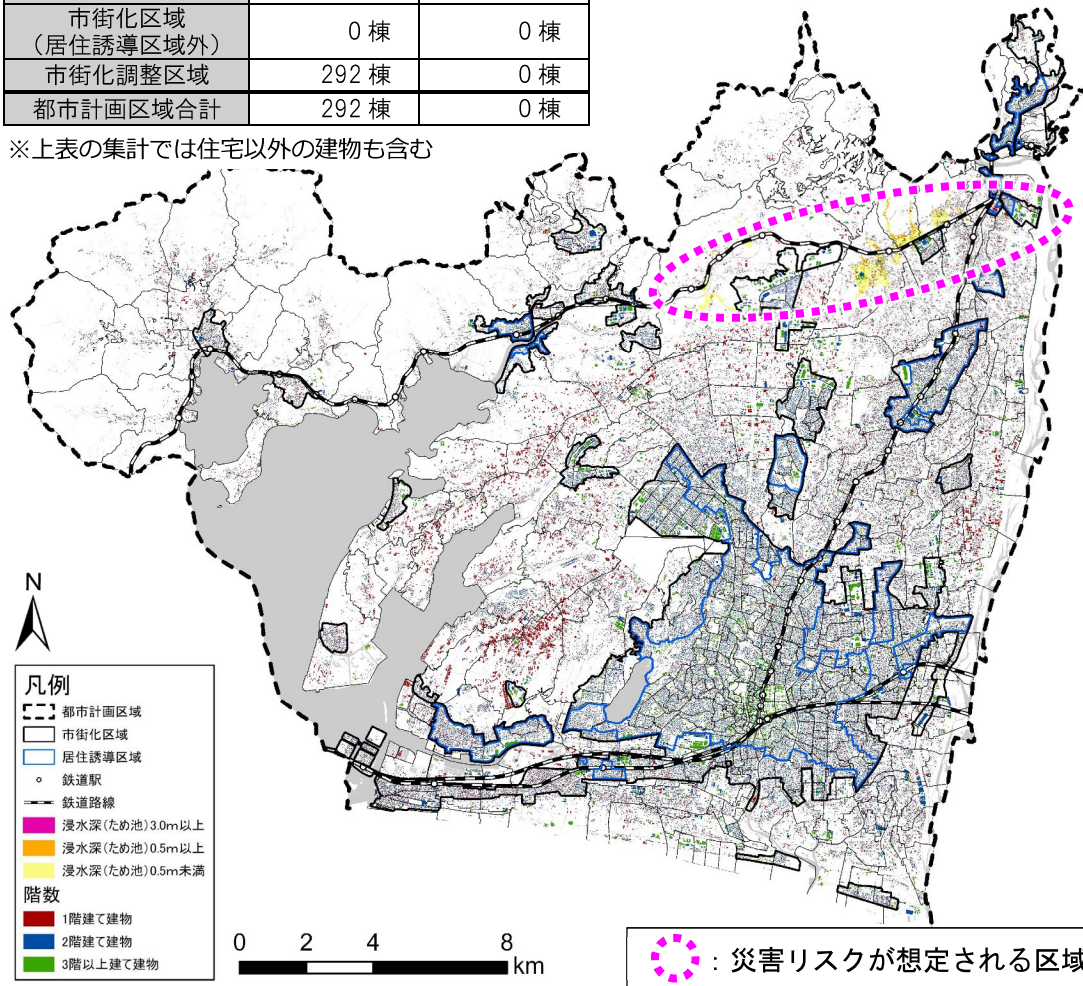 市街化区域
（居住誘導区域外） 0 棟 0 棟
市街化調整区域 292 棟 0 棟
都市計画区域合計 292 棟 0 棟
※上表の集計では住宅以外の建物も含む
N
凡例
都市計画区域
市街化区域
居住誘導区域
鉄道駅
鉄道路線
浸水深(ため池)3.0m以上
浸水深(ため池)0.5m以上
浸水深(ため池)0.5m未満
階数
1階建て建物
2階建て建物
3階以上建て建物
0 2 4 8
km
：災害リスクが想定される区域